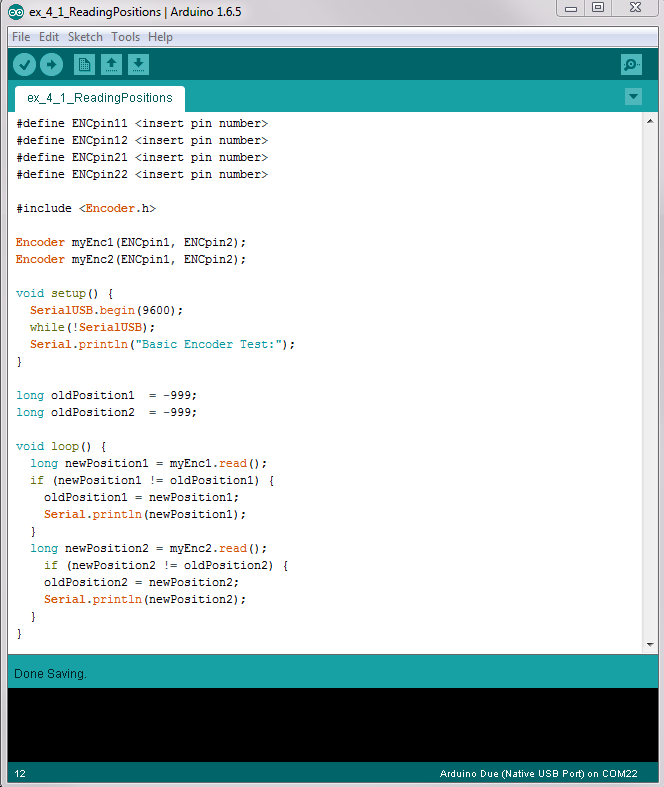 ex_4_1_ReadingPositions | Arduino 1.6.5
File Edit Sketch Tools Help
ex_4_1_ReadingPositions
#define ENCpin11 <insert pin number>
#define ENCpin12 <insert pin number>
#define ENCpin21 <insert pin number>
#define ENCpin22 <insert pin number>
#include <Encoder.h>
Encoder myEnc1(ENCpin1, ENCpin2);
Encoder myEnc2(ENCpin1, ENCpin2);
void setup() {
  SerialUSB.begin(9600);
  while(!SerialUSB);
  Serial.println("Basic Encoder Test:");
}
long oldPosition1  = -999;
long oldPosition2  = -999;
void loop() {
  long newPosition1 = myEnc1.read();
  if (newPosition1 != oldPosition1) {
    oldPosition1 = newPosition1;
    Serial.println(newPosition1);
  }
  long newPosition2 = myEnc2.read();
    if (newPosition2 != oldPosition2) {
    oldPosition2 = newPosition2;
    Serial.println(newPosition2);
  }
}
Done Saving.
12
Arduino Due (Native USB Port) on COM22